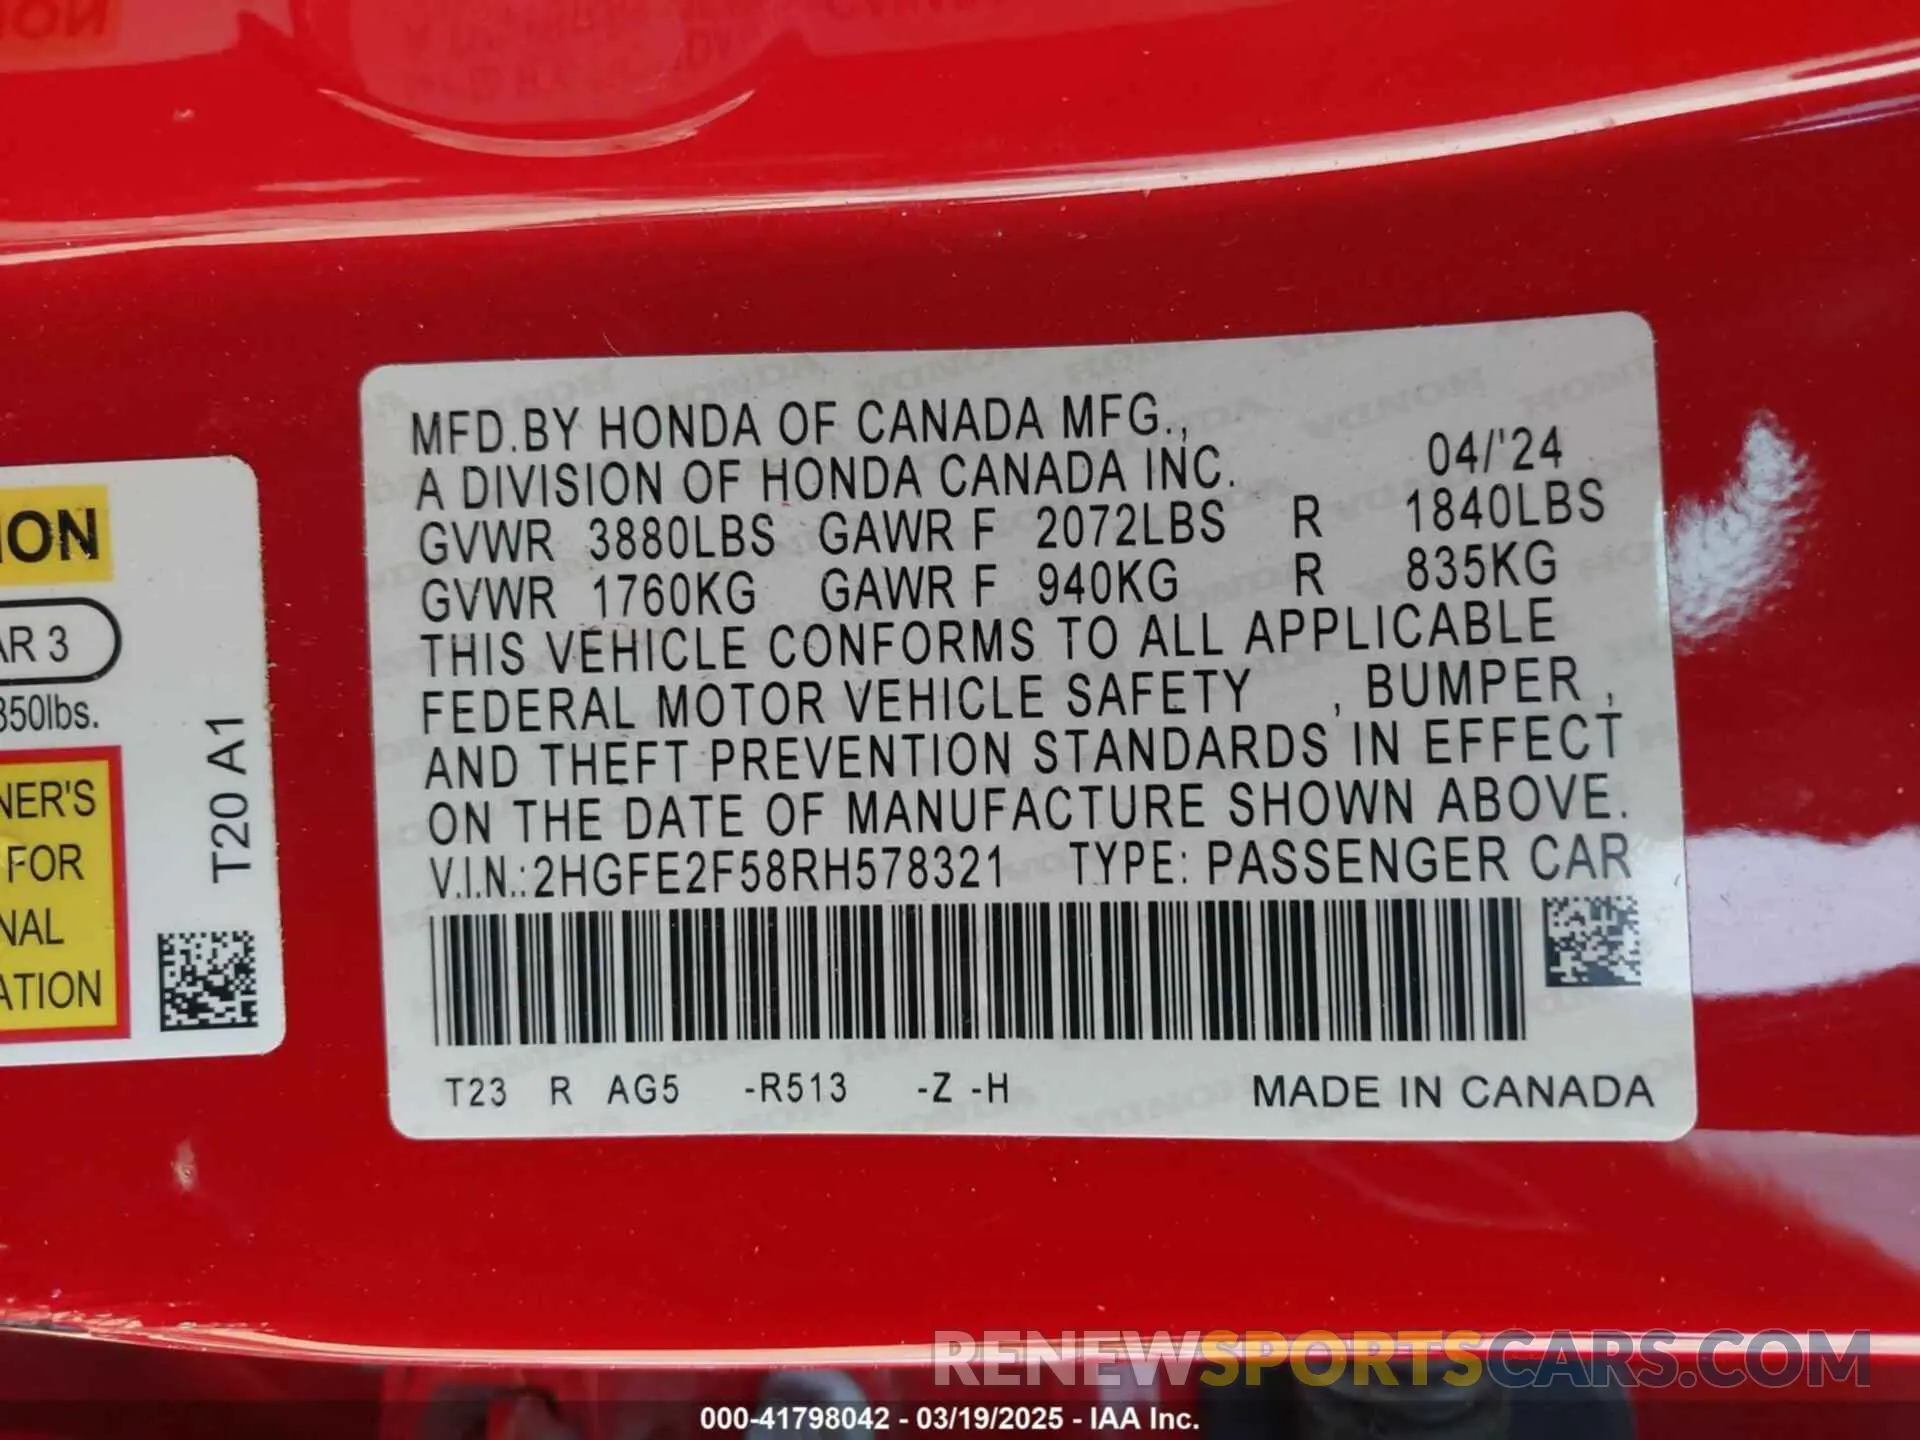 ION
AR 3
350lbs.
NER'S
FOR
NAL
ATION
T20 A1
MFD.BY HONDA OF CANADA MFG.,
A DIVISION OF HONDA CANADA INC. 04/'24
GVWR 3880LBS GAWR F 2072LBS R 1840LBS
GVWR 1760KG GAWR F 940KG R 835KG
THIS VEHICLE CONFORMS TO ALL APPLICABLE
FEDERAL MOTOR VEHICLE SAFETY , BUMPER ,
AND THEFT PREVENTION STANDARDS IN EFFECT
ON THE DATE OF MANUFACTURE SHOWN ABOVE.
V.I.N.:2HGFE2F58RH578321 TYPE: PASSENGER CAR
T23 R AG5 -R513 -Z -H MADE IN CANADA
RENEWSPORTSCARS.COM
000-41798042 - 03/19/2025 - IAA Inc.